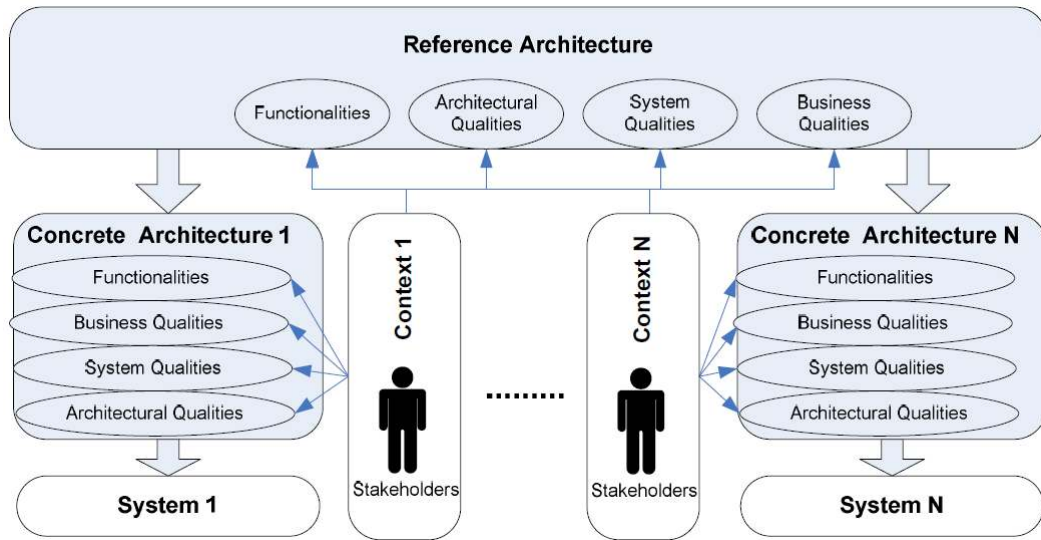 Reference Architecture
Functionalities
Architectural
Qualities
System
Qualities
Business
Qualities
Concrete Architecture 1
Functionalities
Business Qualities
System Qualities
Architectural Qualities
System 1
Context 1
Stakeholders
Context N
Stakeholders
Concrete Architecture N
Functionalities
Business Qualities
System Qualities
Architectural Qualities
System N